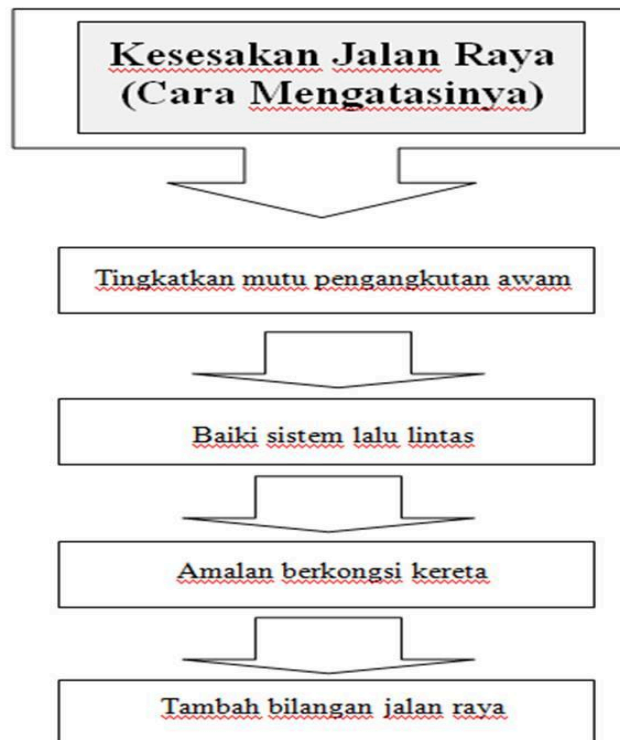 Kesesakan Jalan Raya
(Cara Mengatasinya)
Tingkatkan mutu pengangkutan awam
Baiki sistem lalu lintas
Amalan berkongsi kereta
Tambah bilangan jalan raya